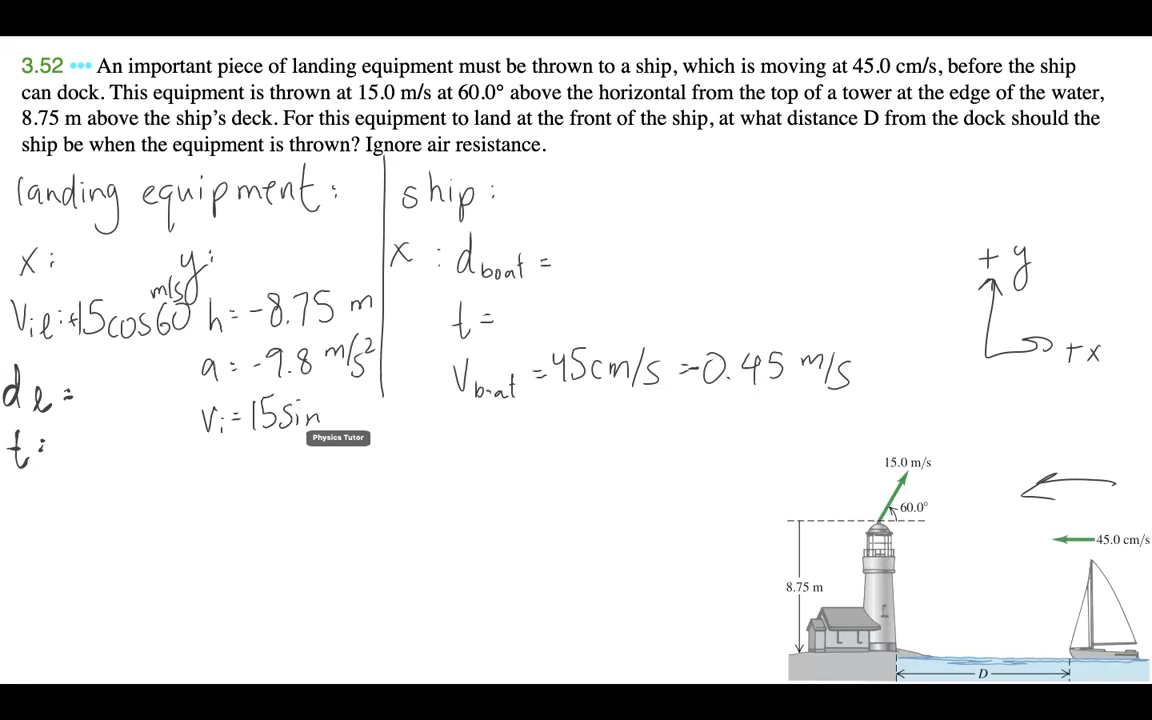 3.52 ••• An important piece of landing equipment must be thrown to a ship, which is moving at 45.0 cm/s, before the ship
can dock. This equipment is thrown at 15.0 m/s at 60.0° above the horizontal from the top of a tower at the edge of the water,
8.75 m above the ship's deck. For this equipment to land at the front of the ship, at what distance D from the dock should the
ship be when the equipment is thrown? Ignore air resistance.
landing equipment:
x:
y:
Viℓ:+15cos60 m/s
h=-8.75 m
a=-9.8 m/s²
dℓ=
Vi=15sin
t:
Physics Tutor
ship:
x: dboat=
t=
Vboat=45cm/s=0.45 m/s
+y
+x
15.0 m/s
60.0°
45.0 cm/s
8.75 m
D